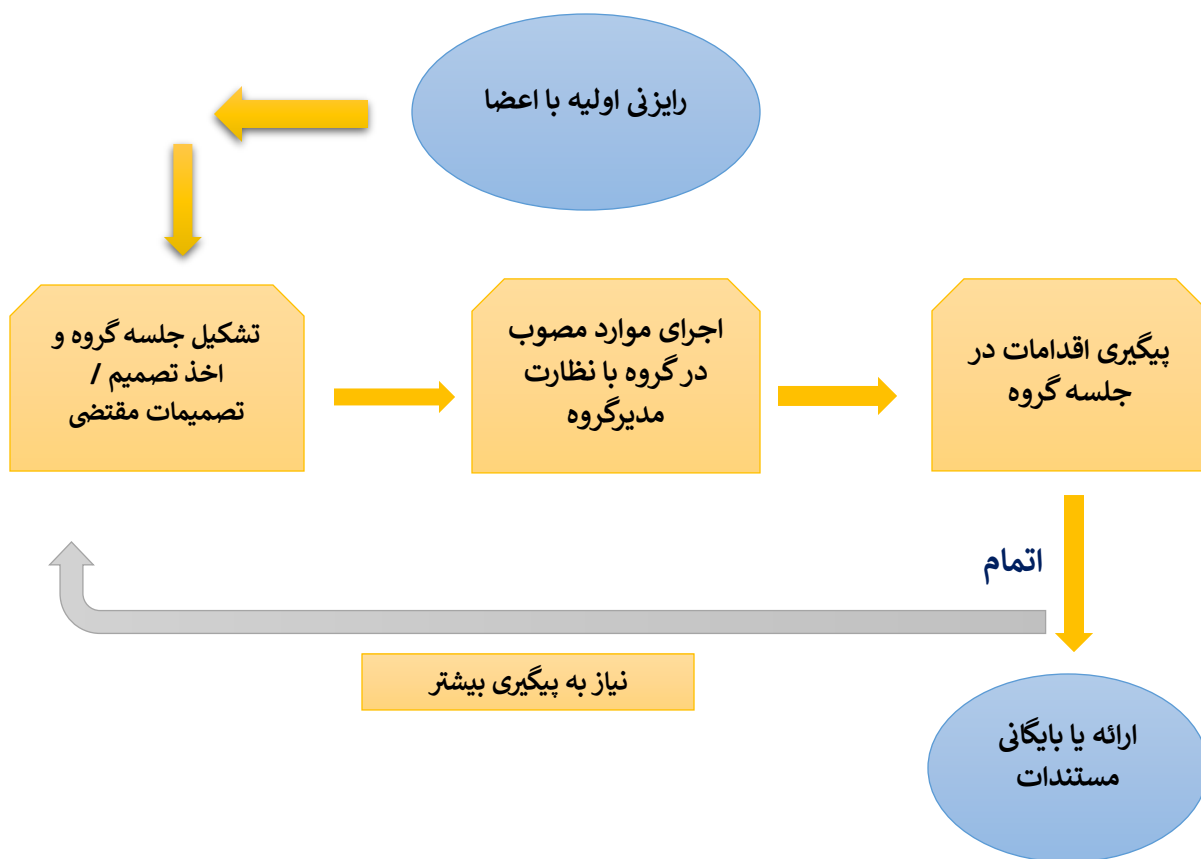 رایزنی اولیه با اعضا
تشکیل جلسه گروه و
اخذ تصمیم /
تصمیمات مقتضی
اجرای موارد مصوب
در گروه با نظارت
مدیرگروه
پیگیری اقدامات در
جلسه گروه
اتمام
نیاز به پیگیری بیشتر
ارائه یا بایگانی
مستندات